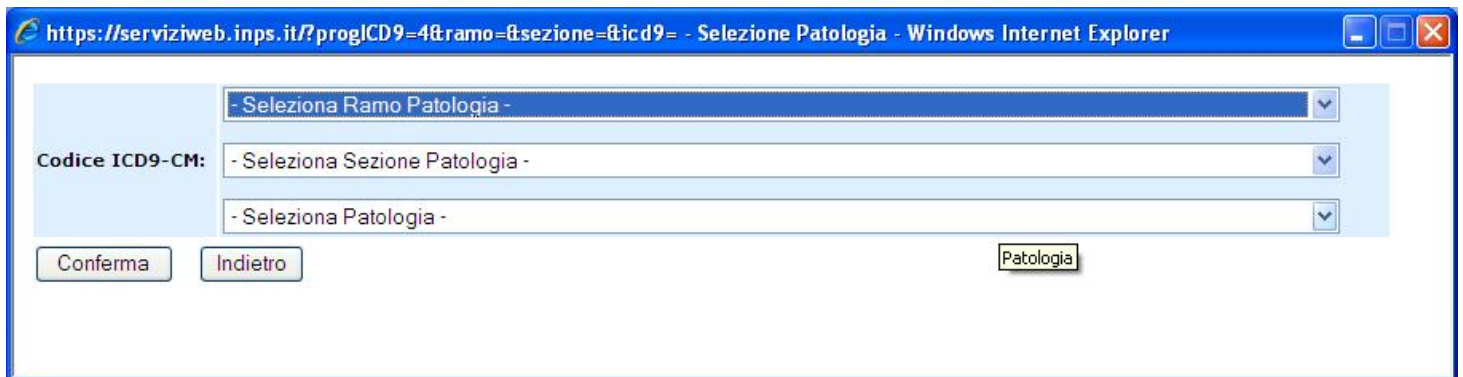 https://serviziweb.inps.it/?progICD9=4&ramo=&sezione=&icd9= - Selezione Patologia - Windows Internet Explorer
- Seleziona Ramo Patologia -
Codice ICD9-CM:
- Seleziona Sezione Patologia -
- Seleziona Patologia -
Conferma Indietro Patologia